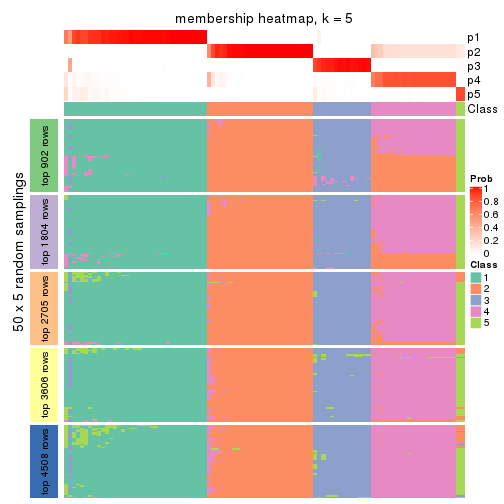 membership heatmap, k = 5
p1
p2
p3
p4
p5
Class
50 x 5 random samplings
top 902 rows
top 1804 rows
top 2705 rows
top 3606 rows
top 4508 rows
Prob
1
0.8
0.6
0.4
0.2
0
Class
1
2
3
4
5